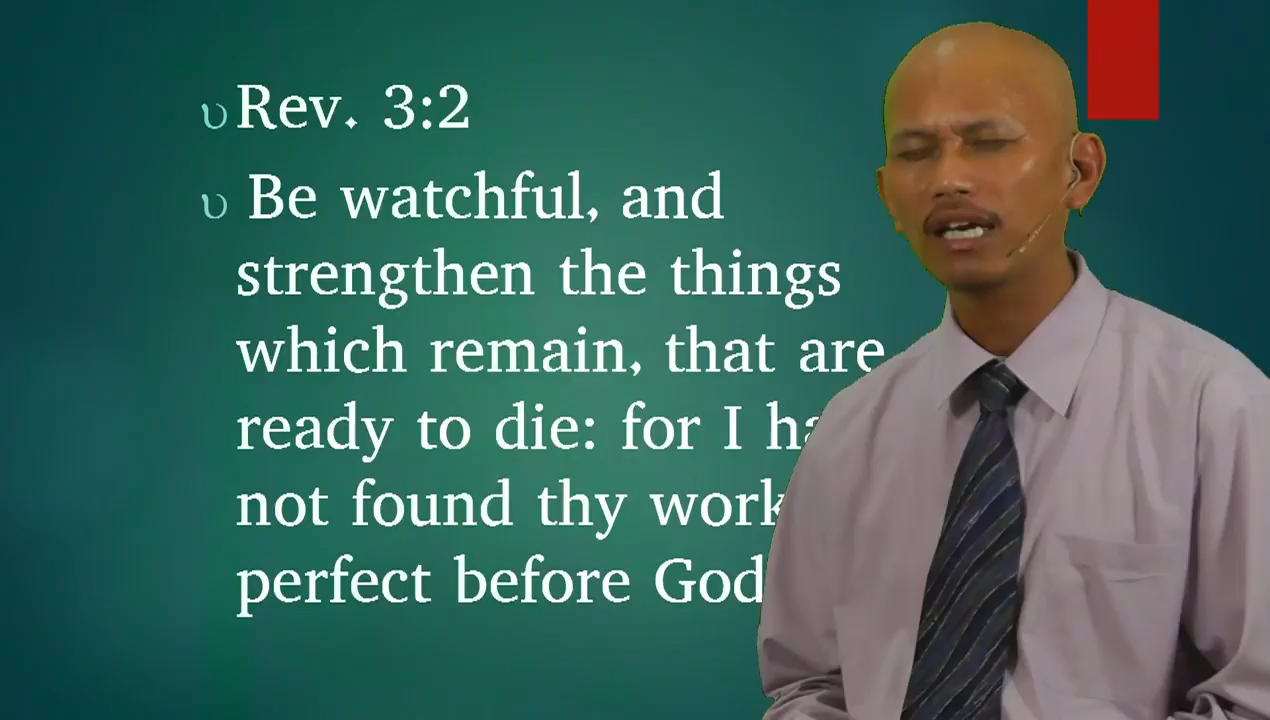 Rev. 3:2
Be watchful, and
strengthen the things
which remain, that are
ready to die: for I
not found thy
perfect before God